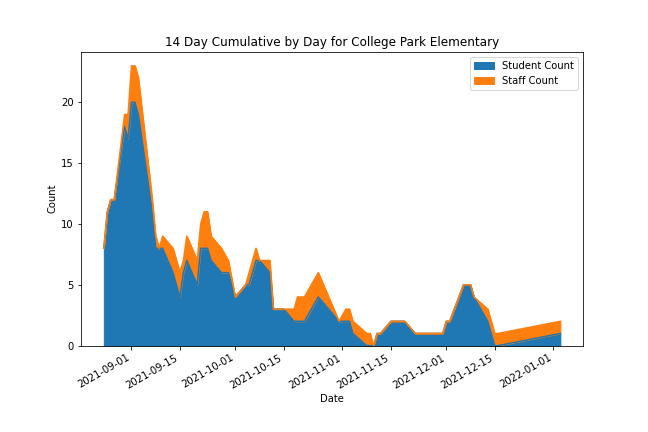 14 Day Cumulative by Day for College Park Elementary
Student Count
Staff Count
Count
20
15
10
5
0
2021-09-01
2021-09-15
2021-10-01
2021-10-15
2021-11-01
2021-11-15
2021-12-01
2021-12-15
2022-01-01
Date